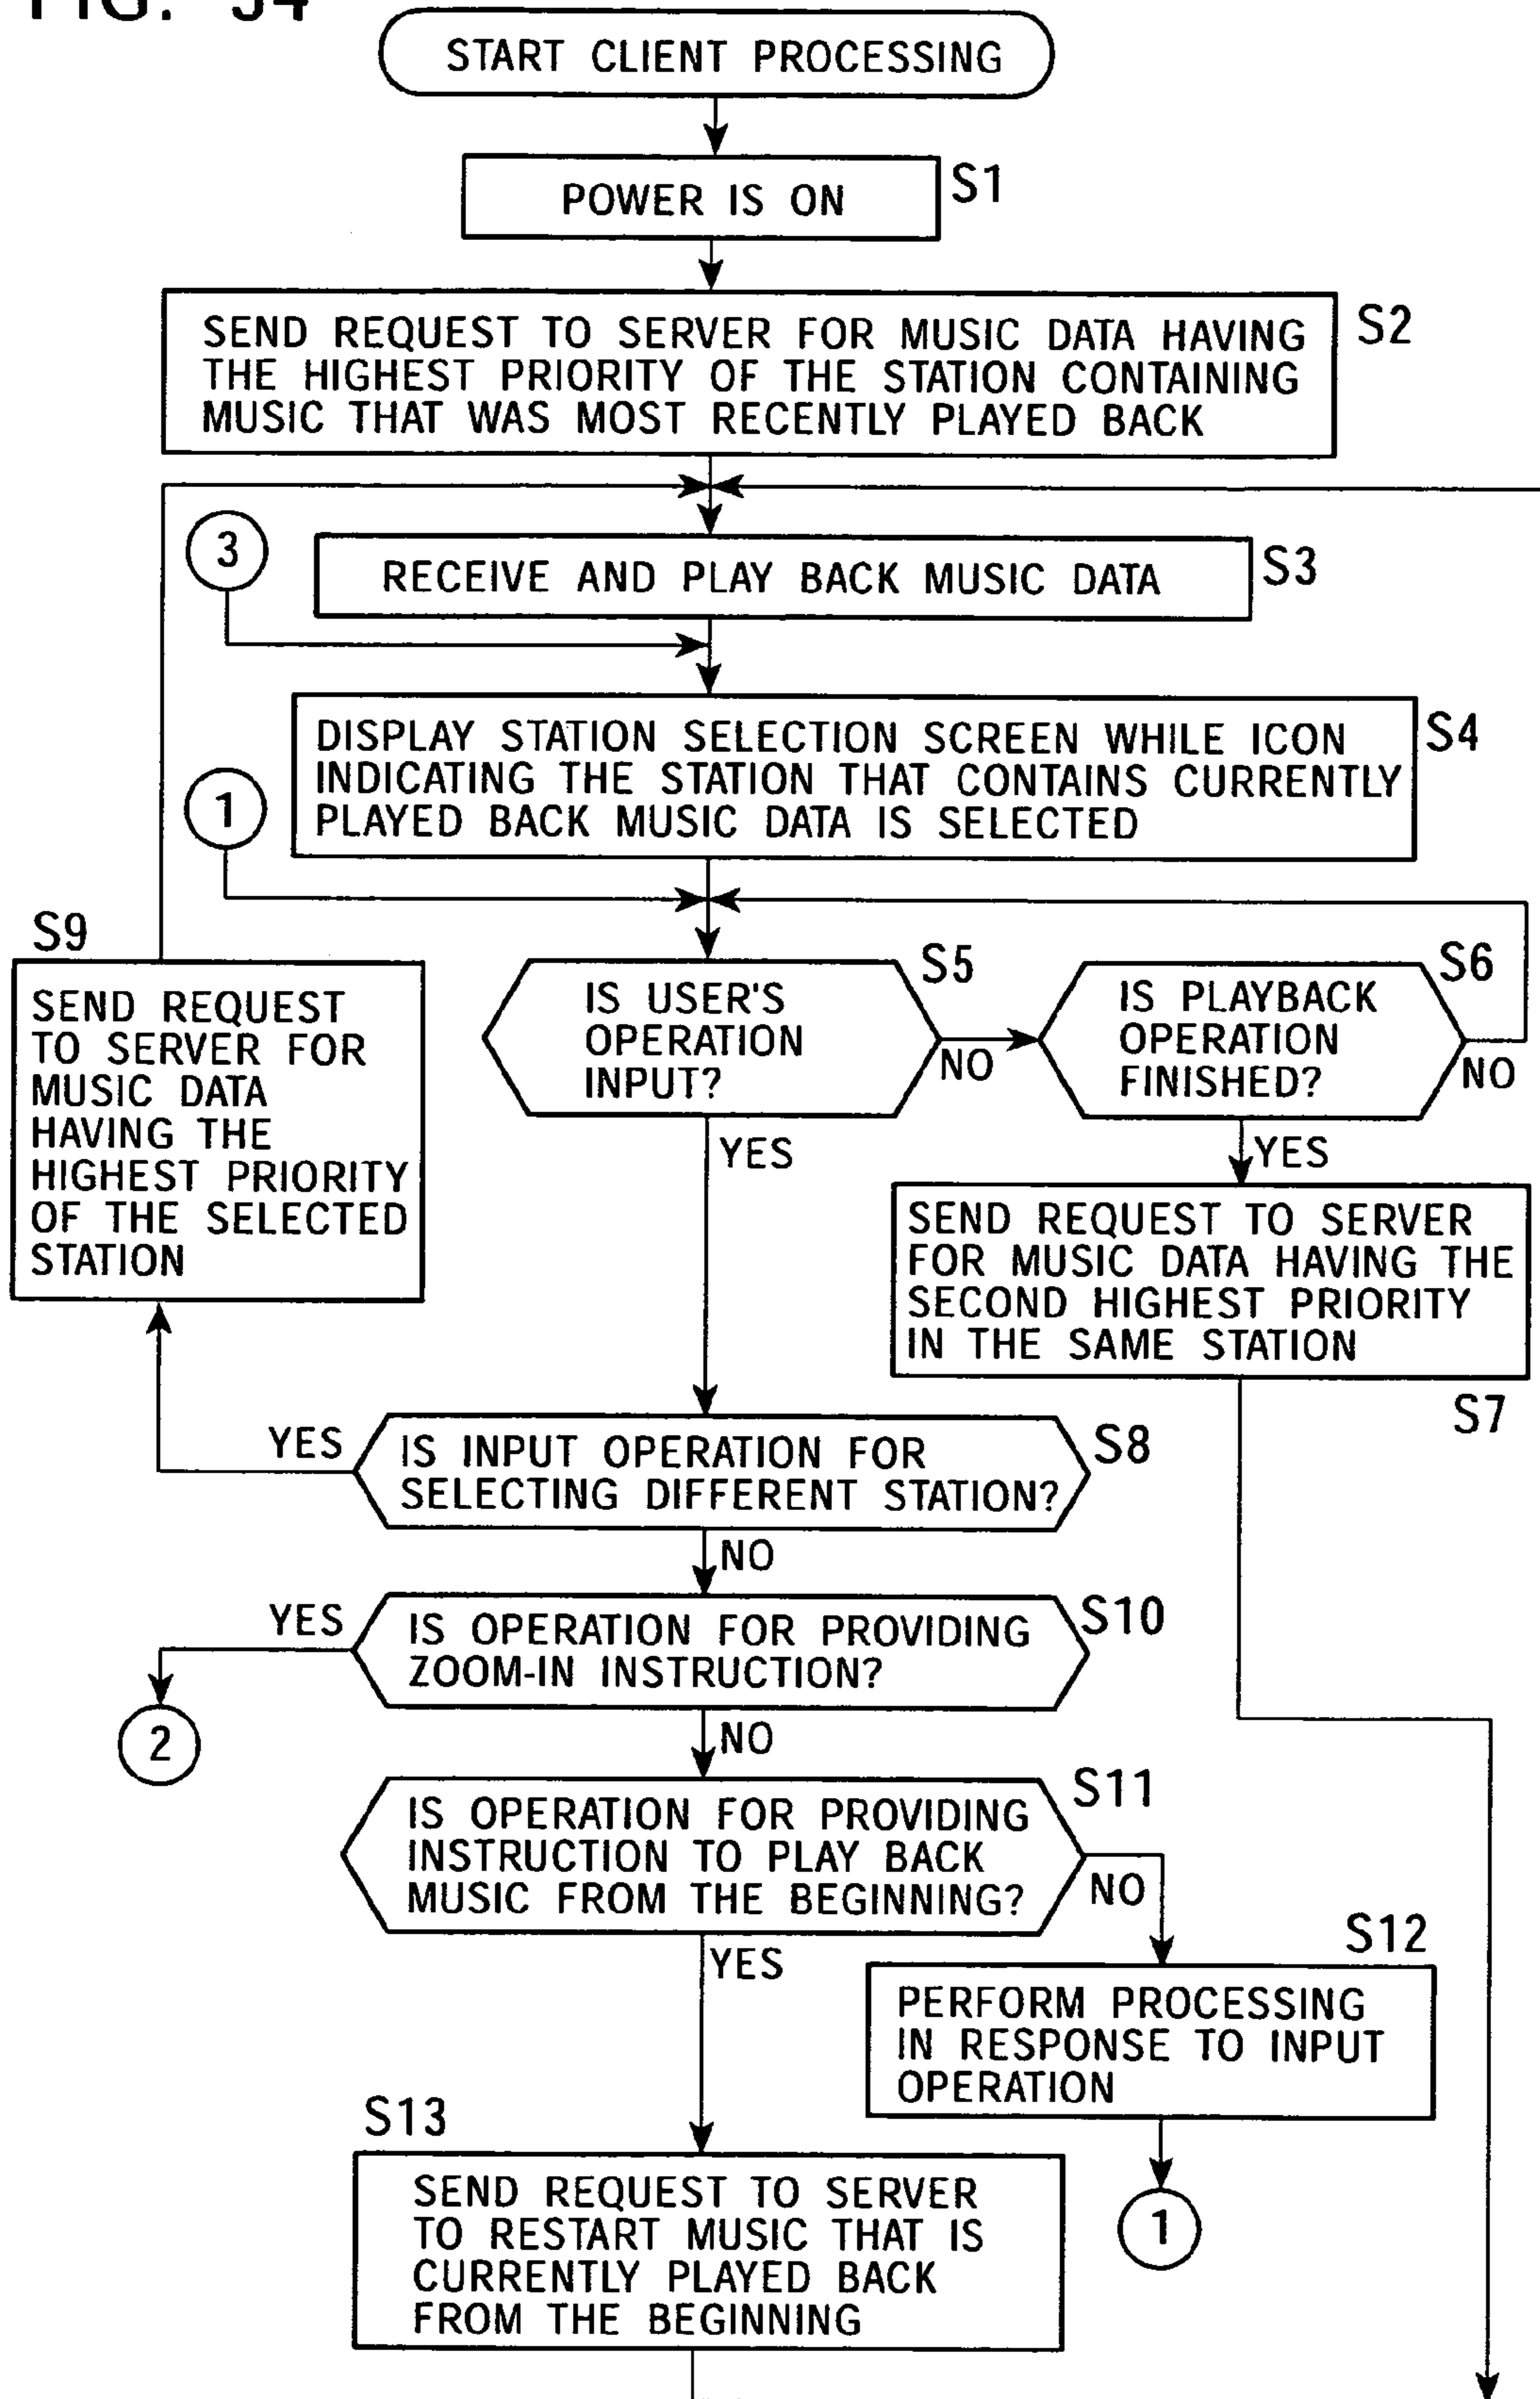 FIG. 34
START CLIENT PROCESSING
POWER IS ON
S1
SEND REQUEST TO SERVER FOR MUSIC DATA HAVING
THE HIGHEST PRIORITY OF THE STATION CONTAINING
MUSIC THAT WAS MOST RECENTLY PLAYED BACK
S2
3
RECEIVE AND PLAY BACK MUSIC DATA
S3
DISPLAY STATION SELECTION SCREEN WHILE ICON
INDICATING THE STATION THAT CONTAINS CURRENTLY
PLAYED BACK MUSIC DATA IS SELECTED
S4
1
S9
SEND REQUEST
TO SERVER FOR
MUSIC DATA
HAVING THE
HIGHEST PRIORITY
OF THE SELECTED
STATION
S5
IS USER'S
OPERATION
INPUT?
NO
YES
S6
IS PLAYBACK
OPERATION
FINISHED?
NO
YES
SEND REQUEST TO SERVER
FOR MUSIC DATA HAVING THE
SECOND HIGHEST PRIORITY
IN THE SAME STATION
S7
YES
IS INPUT OPERATION FOR
SELECTING DIFFERENT STATION?
S8
NO
YES
IS OPERATION FOR PROVIDING
ZOOM-IN INSTRUCTION?
S10
2
NO
IS OPERATION FOR PROVIDING
INSTRUCTION TO PLAY BACK
MUSIC FROM THE BEGINNING?
S11
NO
YES
S12
PERFORM PROCESSING
IN RESPONSE TO INPUT
OPERATION
1
S13
SEND REQUEST TO SERVER
TO RESTART MUSIC THAT IS
CURRENTLY PLAYED BACK
FROM THE BEGINNING